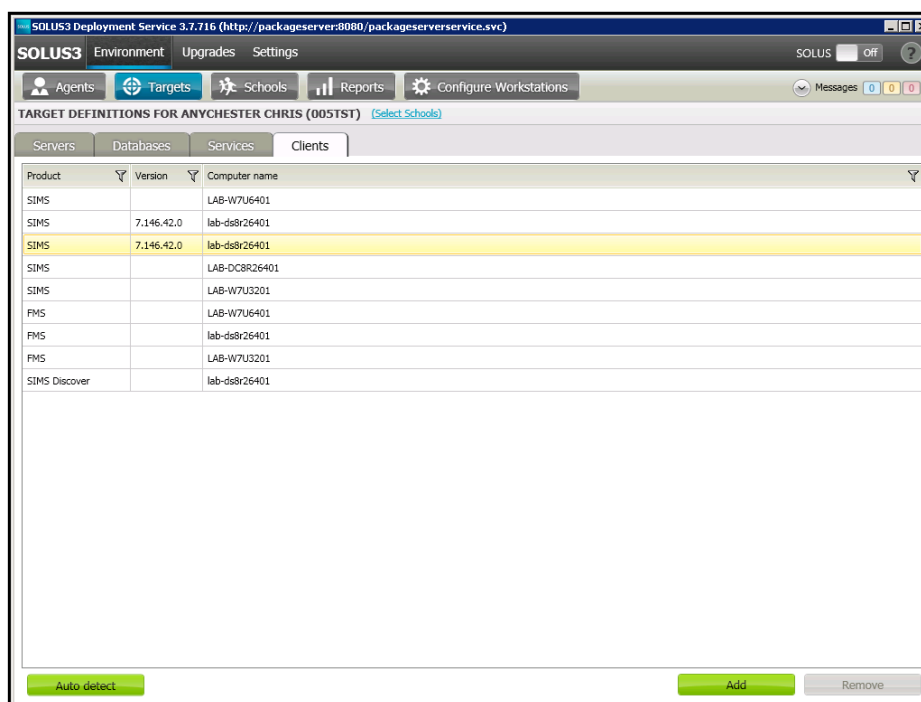 SOLUS3 Deployment Service 3.7.716 (http://packageserver:8080/packageserverservice.svc)
SOLUS3 Environment Upgrades Settings SOLUS Off ?
Agents Targets Schools Reports Configure Workstations Messages 0 0 0
TARGET DEFINITIONS FOR ANYCHESTER CHRIS (005TST) (Select Schools)
Servers Databases Services Clients
Product Version Computer name
SIMS LAB-W7U6401
SIMS 7.146.42.0 lab-ds8r26401
SIMS 7.146.42.0 lab-ds8r26401
SIMS LAB-DC8R26401
SIMS LAB-W7U3201
FMS LAB-W7U6401
FMS lab-ds8r26401
FMS LAB-W7U3201
SIMS Discover lab-ds8r26401
Auto detect Add Remove